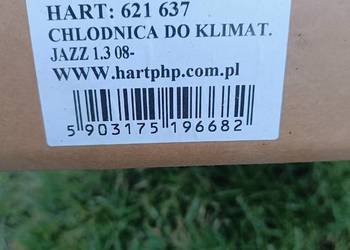 HART: 621 637
CHLODNICA DO KLIMAT.
JAZZ 1.3 08-
WWW.hartphp.com.pl
5 903175 196682